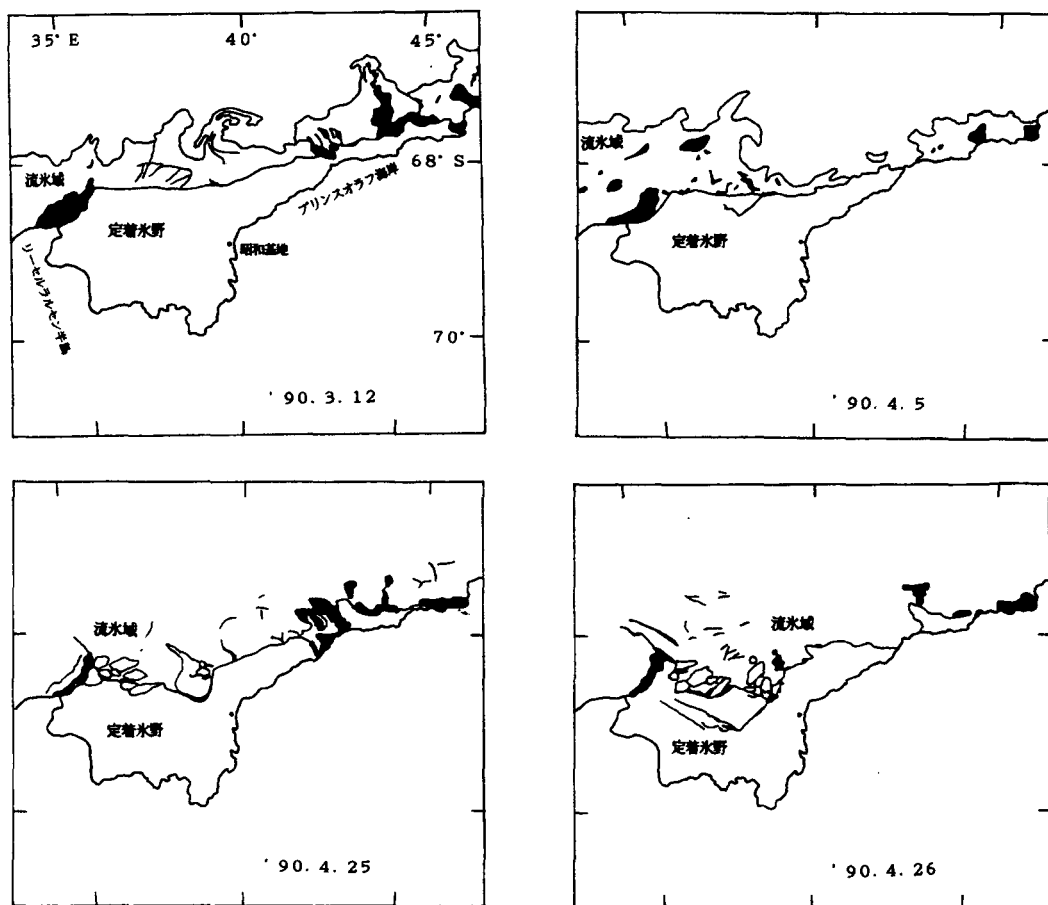 35° E 40° 45°
流氷域
68° S
プリンスオラフ海岸
定着氷野
昭和基地
リーセルラルセン半島
70°
'90.3.12
流氷域
定着氷野
'90.4.5
流氷域
定着氷野
'90.4.25
流氷域
定着氷野
'90.4.26